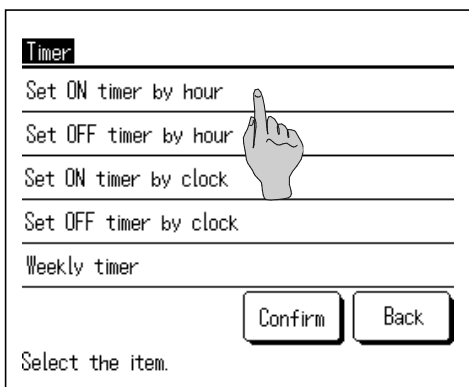 Timer
Set ON timer by hour
Set OFF timer by hour
Set ON timer by clock
Set OFF timer by clock
Weekly timer
Confirm Back
Select the item.